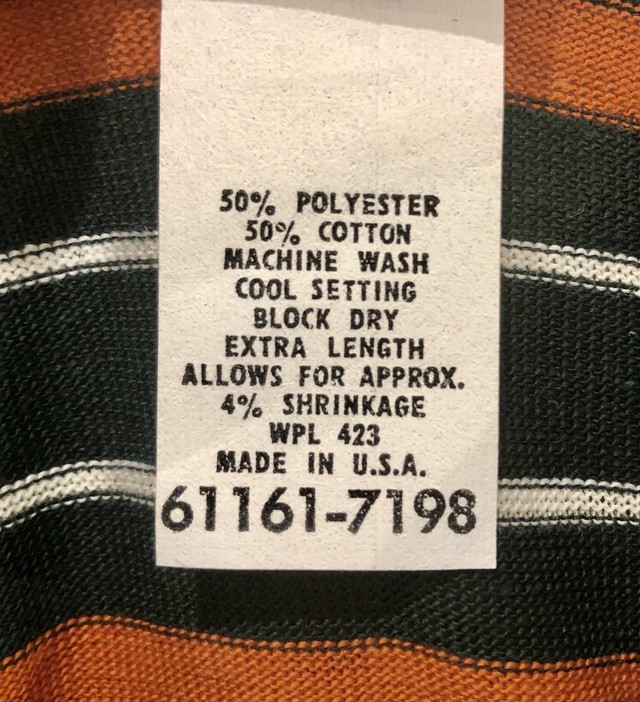 50% POLYESTER
50% COTTON
MACHINE WASH
COOL SETTING
BLOCK DRY
EXTRA LENGTH
ALLOWS FOR APPROX.
4% SHRINKAGE
WPL 423
MADE IN U.S.A.
61161-7198